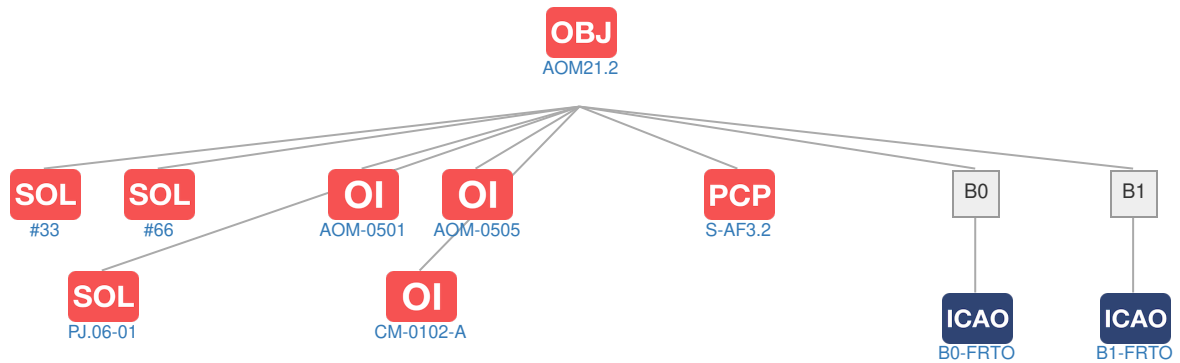 OBJ
AOM21.2
SOL
#33
SOL
#66
OI
AOM-0501
OI
AOM-0505
PCP
S-AF3.2
B0
B1
SOL
PJ.06-01
OI
CM-0102-A
ICAO
B0-FRTO
ICAO
B1-FRTO